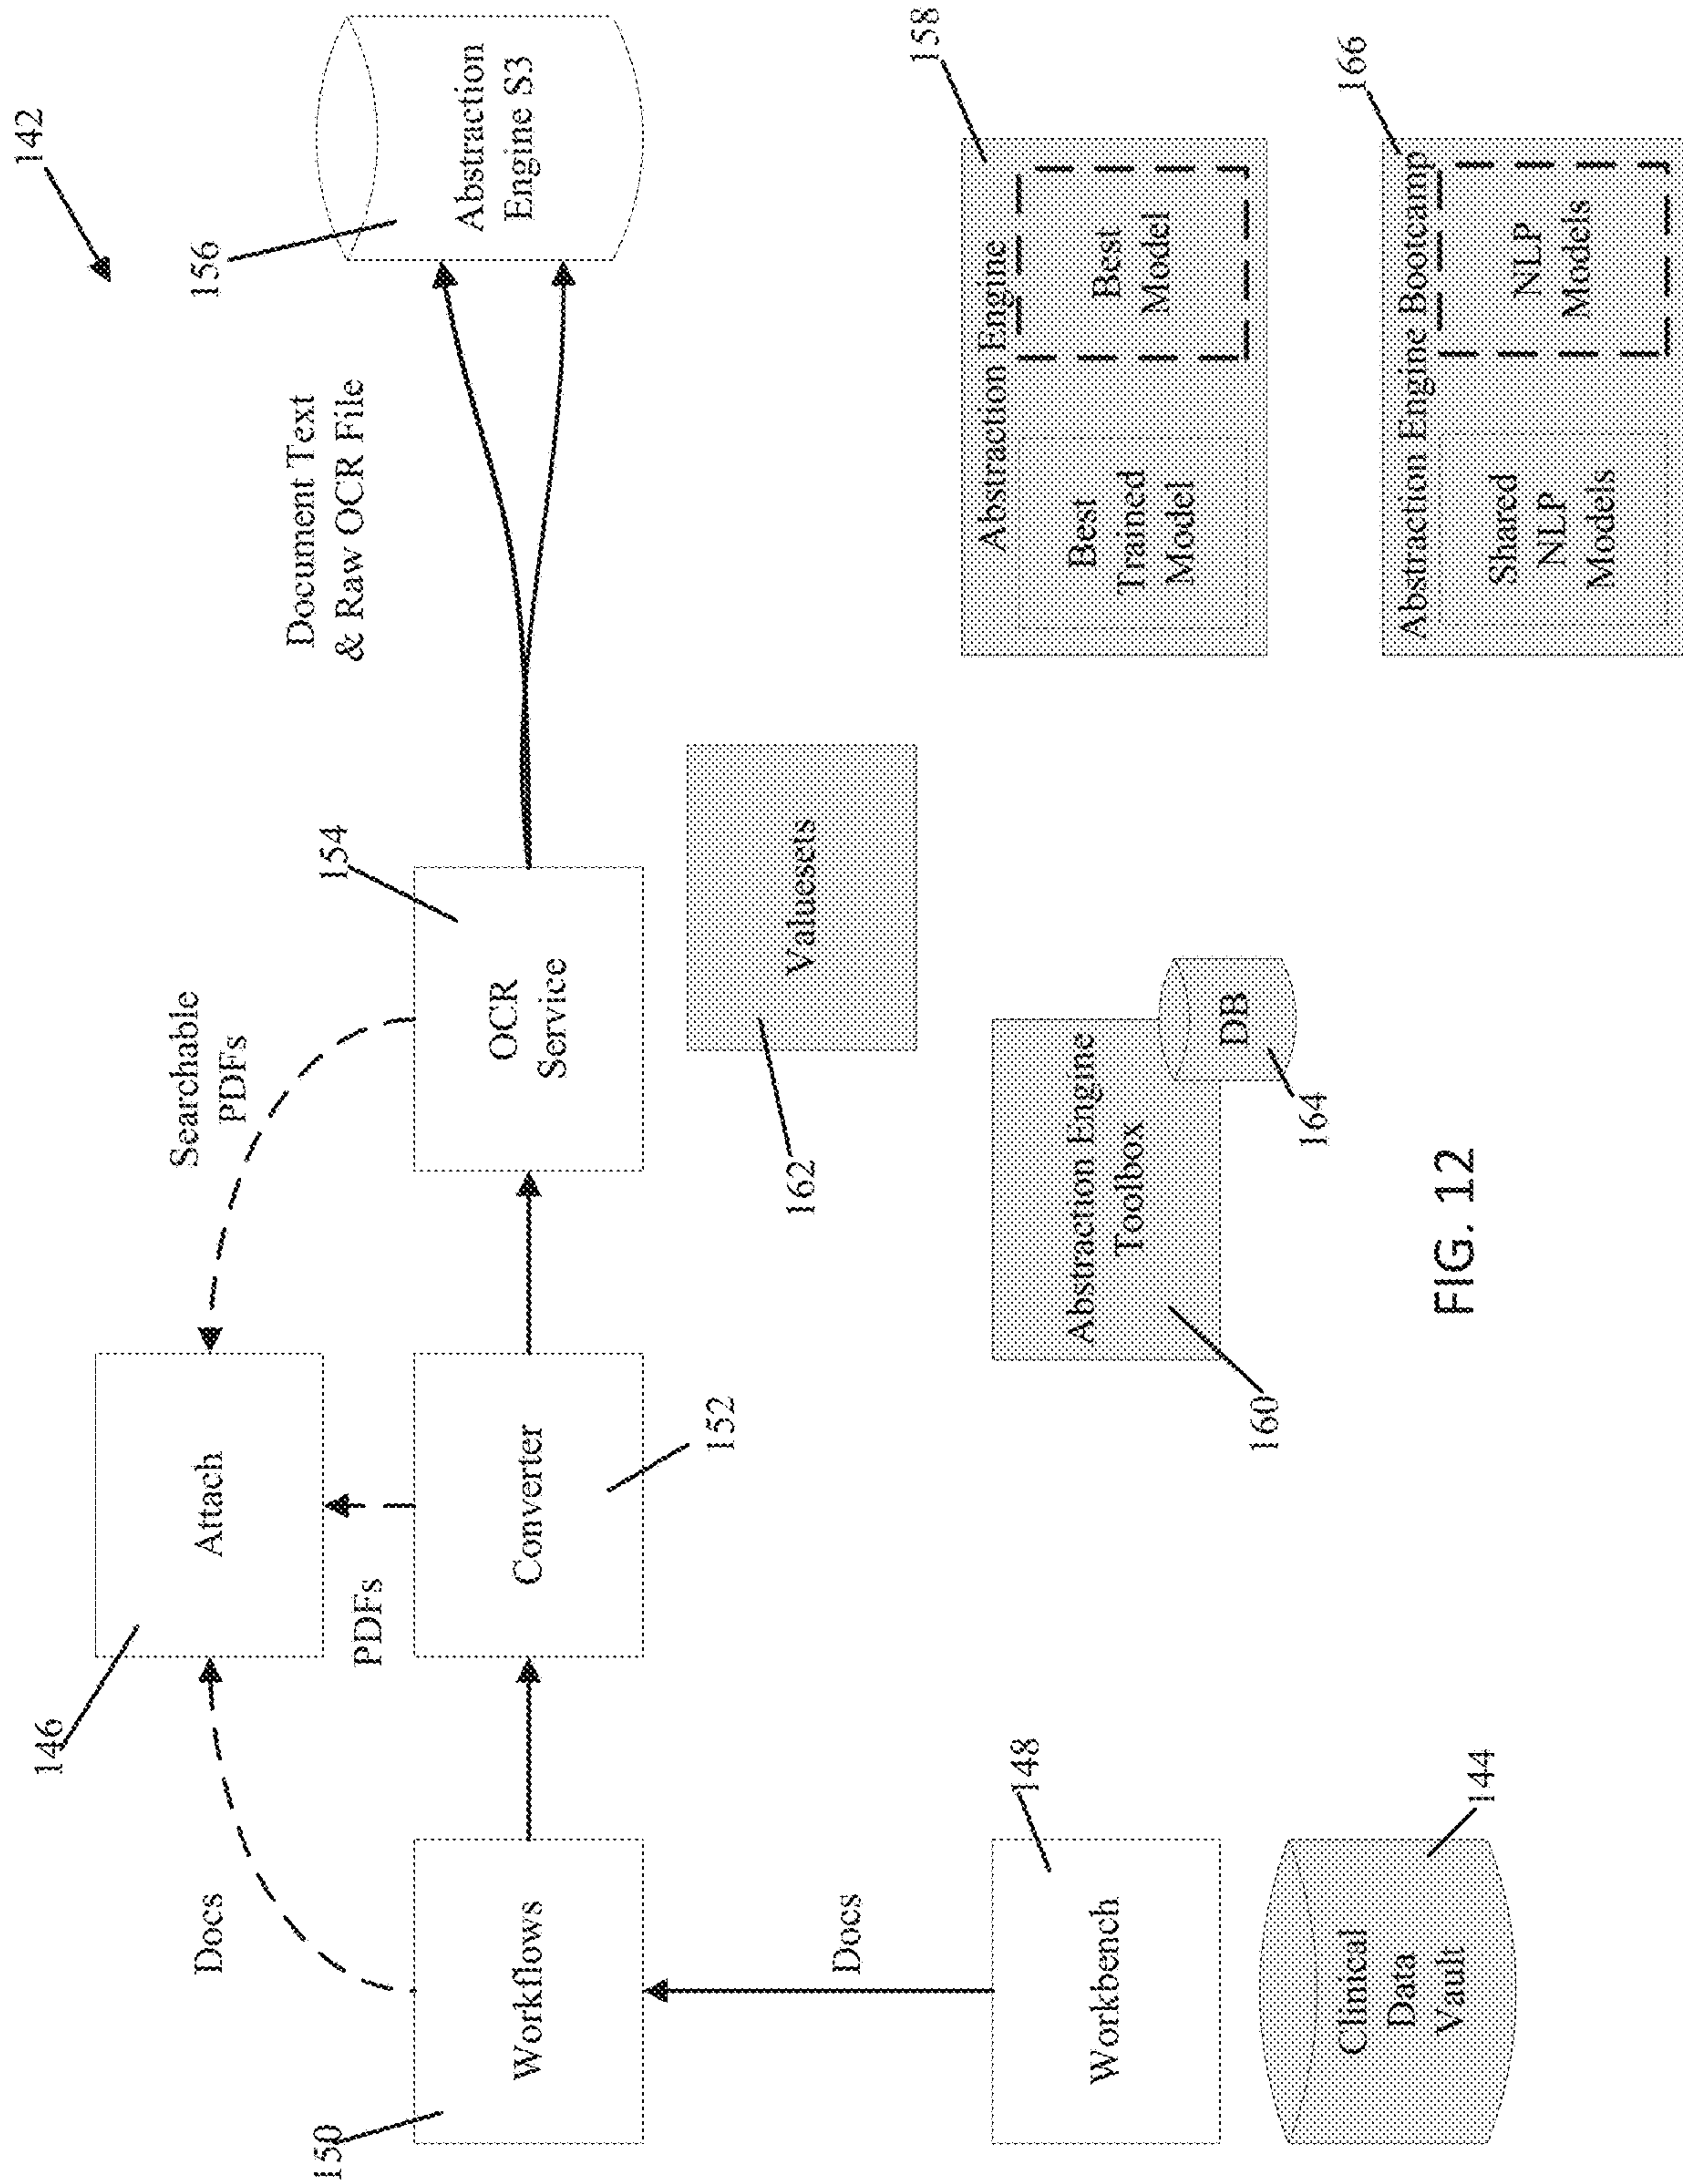 142
146
Attach
Docs
PDFs
Searchable
PDFs
150
Workflows
Converter
152
OCR
Service
154
Document Text
& Raw OCR File
156
Abstraction
Engine S3
Docs
162
Valuesets
148
Workbench
Abstraction Engine
Toolbox
160
DB
164
Abstraction Engine
158
Best
Trained
Model
Best
Model
Clinical
Data
Vault
144
Abstraction Engine Bootcamp
166
Shared
NLP
Models
NLP
Models
FIG. 12